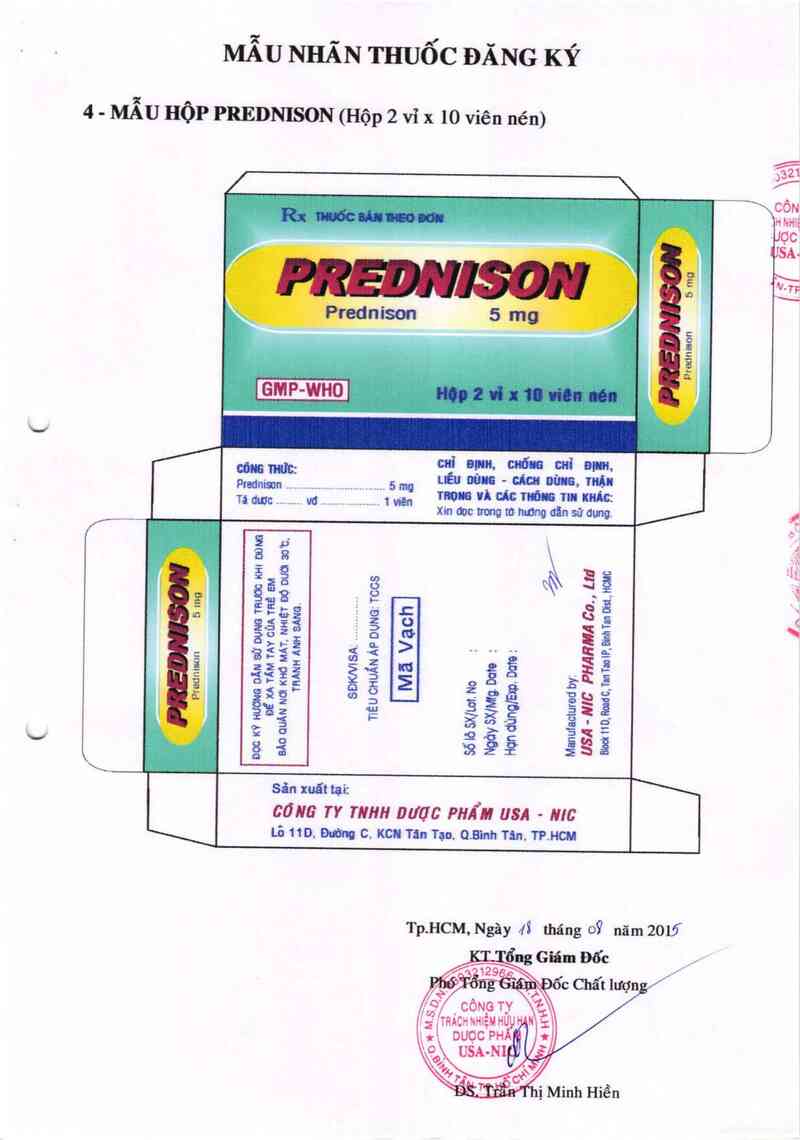 MẪU NHÃN THUỐC ĐĂNG KÝ
4 - MẪU HỘP PREDNISON (Hộp 2 vỉ x 10 viên nén)
Rx THUỐC BÁN THEO ĐƠN
PREDNISON
Prednison 5 mg
GMP-WHO
Hộp 2 vỉ x 10 viên nén
PREDNISON
Prednison 5 mg
CÔNG THỨC:
Prednison ........................ 5 mg
Tá dược ......... vđ ..................... 1 viên
CHỈ ĐỊNH, CHỐNG CHỈ ĐỊNH,
LIỀU DÙNG - CÁCH DÙNG, THẬN
TRỌNG VÀ CÁC THÔNG TIN KHÁC:
Xin đọc trong tờ hướng dẫn sử dụng.
PREDNISON
Prednison 5 mg
ĐỌC KỸ HƯỚNG DẪN SỬ DỤNG TRƯỚC KHI DÙNG
ĐỂ XA TẦM TAY CỦA TRẺ EM
BẢO QUẢN NƠI KHÔ MÁT, NHIỆT ĐỘ DƯỚI 30°C,
TRÁNH ÁNH SÁNG.
SĐK/VISA: ................
TIÊU CHUẨN ÁP DỤNG: TCCS
Mã Vạch
Số lô SX/Lot. No :
Ngày SX/Mfg. Date :
Hạn dùng/Exp. Date :
Manufactured by:
USA - NIC PHARMA Co., Ltd
Block 11D, Road C, Tan Tao IP, Binh Tan Dist., HCMC
Sản xuất tại:
CÔNG TY TNHH DƯỢC PHẨM USA - NIC
Lô 11D, Đường C, KCN Tân Tạo, Q.Bình Tân, TP.HCM
Tp.HCM, Ngày 18 tháng 08 năm 2015
KT.Tổng Giám Đốc
Phó Tổng Giám Đốc Chất lượng
CÔNG TY
TRÁCH NHIỆM HỮU HẠN
DƯỢC PHẨM
USA-NIC
DS. Trần Thị Minh Hiền